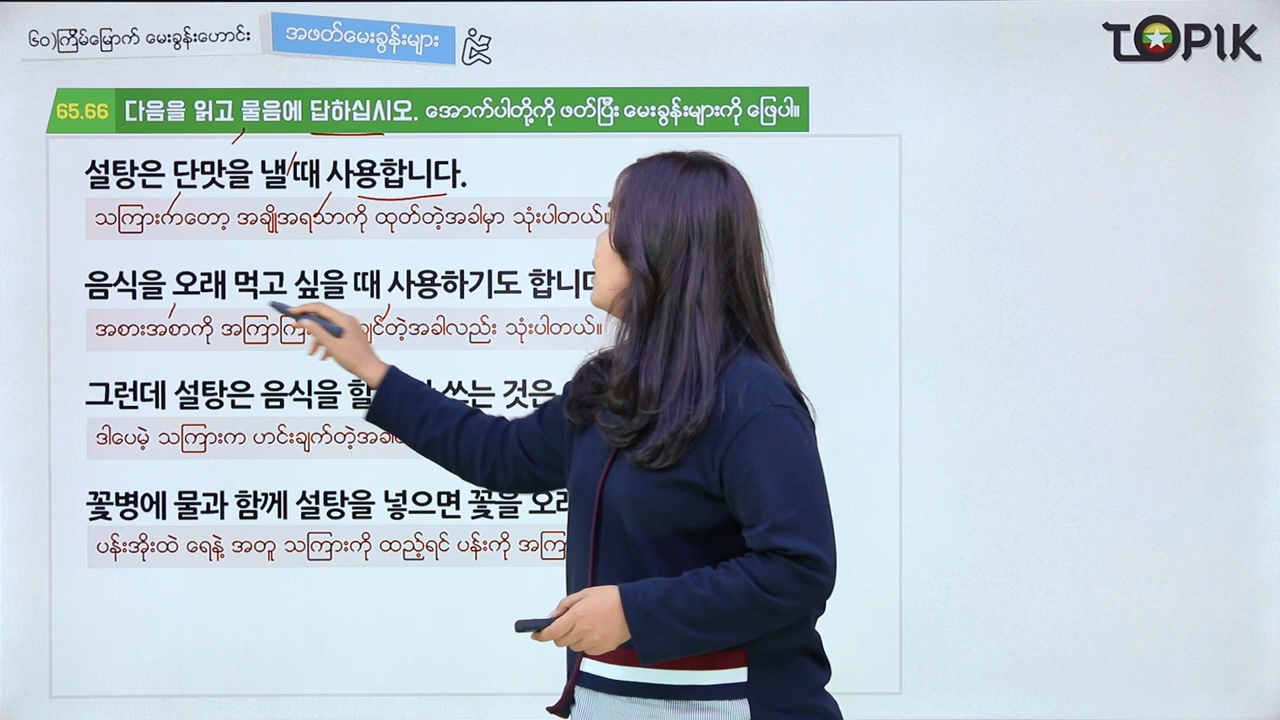 ၆၀)ကြိမ်မြောက် မေးခွန်းဟောင်း
အဖတ်မေးခွန်းများ
TOPIK
65.66 다음을 읽고 물음에 답하십시오. အောက်ပါတို့ကို ဖတ်ပြီး မေးခွန်းများကို ဖြေပါ။
설탕은 단맛을 낼 때 사용합니다.
သကြားကတော့ အချိုအရသာကို ထုတ်တဲ့အခါမှာ သုံးပါတယ်။
음식을 오래 먹고 싶을 때 사용하기도 합니다
အစားအစာကို တဲ့အခါလည်း သုံးပါတယ်။
그런데 설탕은 음식을 쓰는 것은
ဒါပေမဲ့ သကြားက ဟင်းချက်တဲ့အခါ
꽃병에 물과 함께 설탕을 넣으면 꽃을 오래
ပန်းအိုးထဲ ရေနဲ့ အတူ သကြားကို ထည့်ရင် ပန်းကို